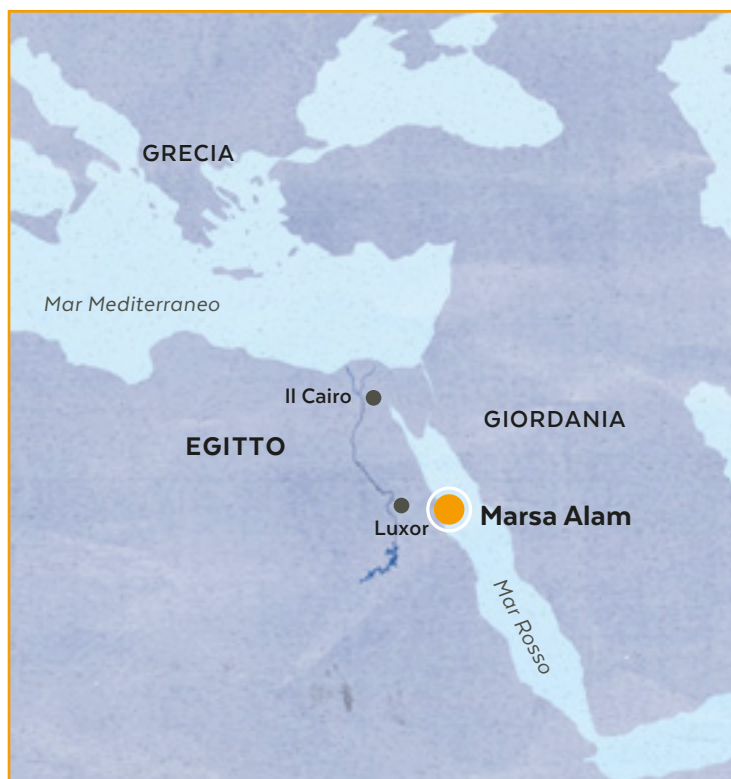 GRECIA
Mar Mediterraneo
Il Cairo
GIORDANIA
EGITTO
Marsa Alam
Luxor
Mar Rosso